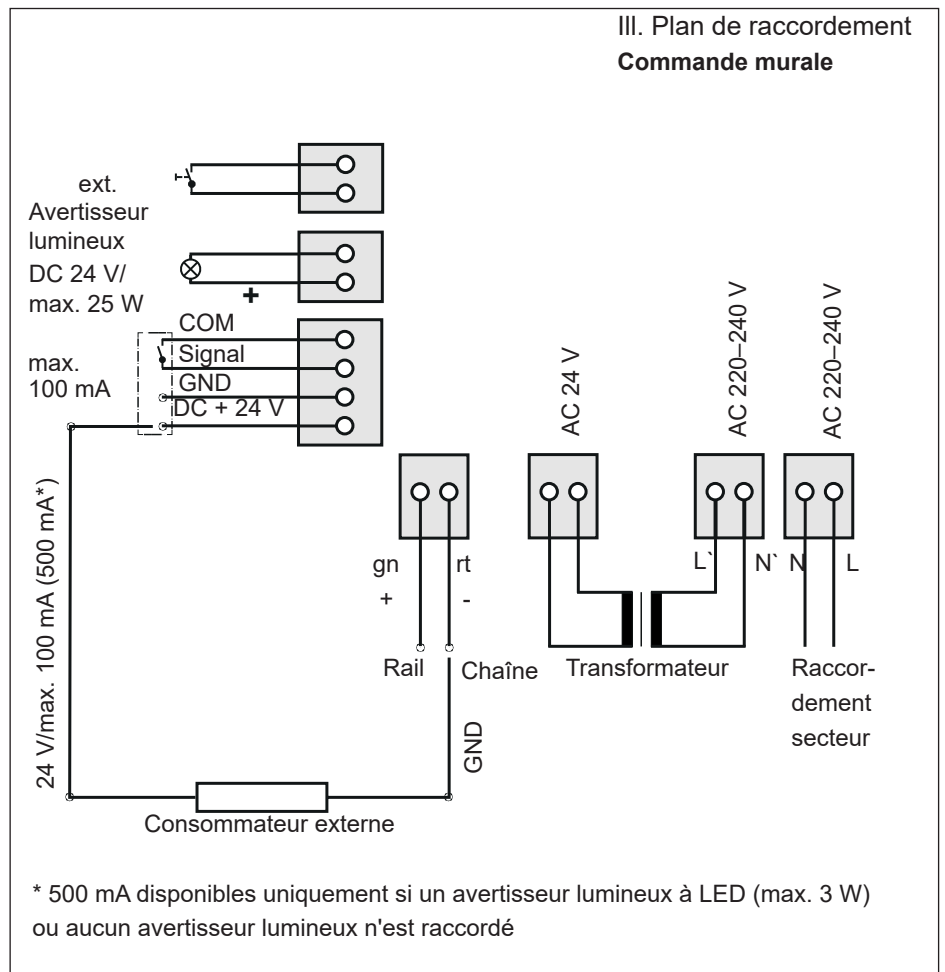 III. Plan de raccordement
Commande murale
ext.
Avertisseur
lumineux
DC 24 V/
max. 25 W
+
COM
Signal
GND
DC + 24 V
max.
100 mA
AC 24 V
AC 220–240 V
AC 220–240 V
gn
rt
+
-
L`
N`
N
L
Rail
Chaîne
Transformateur
Raccor-
dement
secteur
24 V/max. 100 mA (500 mA*)
GND
Consommateur externe
* 500 mA disponibles uniquement si un avertisseur lumineux à LED (max. 3 W)
ou aucun avertisseur lumineux n'est raccordé